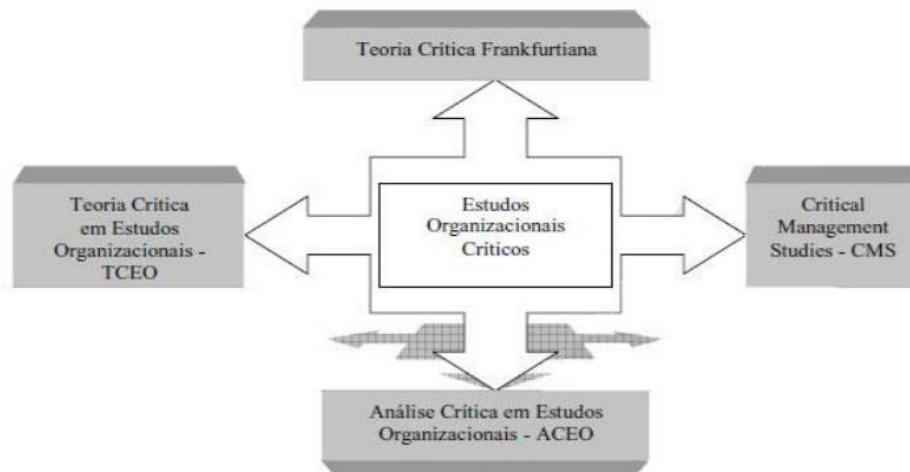 Teoria Crítica Frankfurtiana
Teoria Crítica
em Estudos
Organizacionais -
TCEO
Estudos
Organizacionais
Críticos
Critical
Management
Studies - CMS
Análise Crítica em Estudos
Organizacionais - ACEO